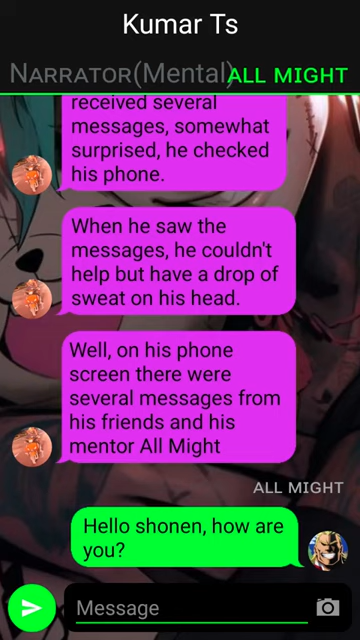 Kumar Ts
NARRATOR(Mental) ALL MIGHT
received several
messages, somewhat
surprised, he checked
his phone.
When he saw the
messages, he couldn't
help but have a drop of
sweat on his head.
Well, on his phone
screen there were
several messages from
his friends and his
mentor All Might
ALL MIGHT
Hello shonen, how are
you?
Message